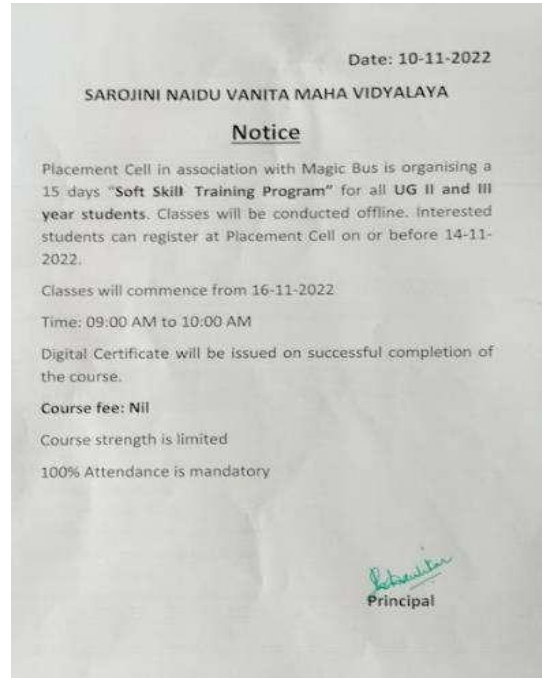 Date: 10-11-2022
SAROJINI NAIDU VANITA MAHA VIDYALAYA
Notice
Placement Cell in association with Magic Bus is organising a
15 days "Soft Skill Training Program" for all UG II and III
year students. Classes will be conducted offline. Interested
students can register at Placement Cell on or before 14-11-
2022.
Classes will commence from 16-11-2022
Time: 09:00 AM to 10:00 AM
Digital Certificate will be issued on successful completion of
the course.
Course fee: Nil
Course strength is limited
100% Attendance is mandatory
Principal